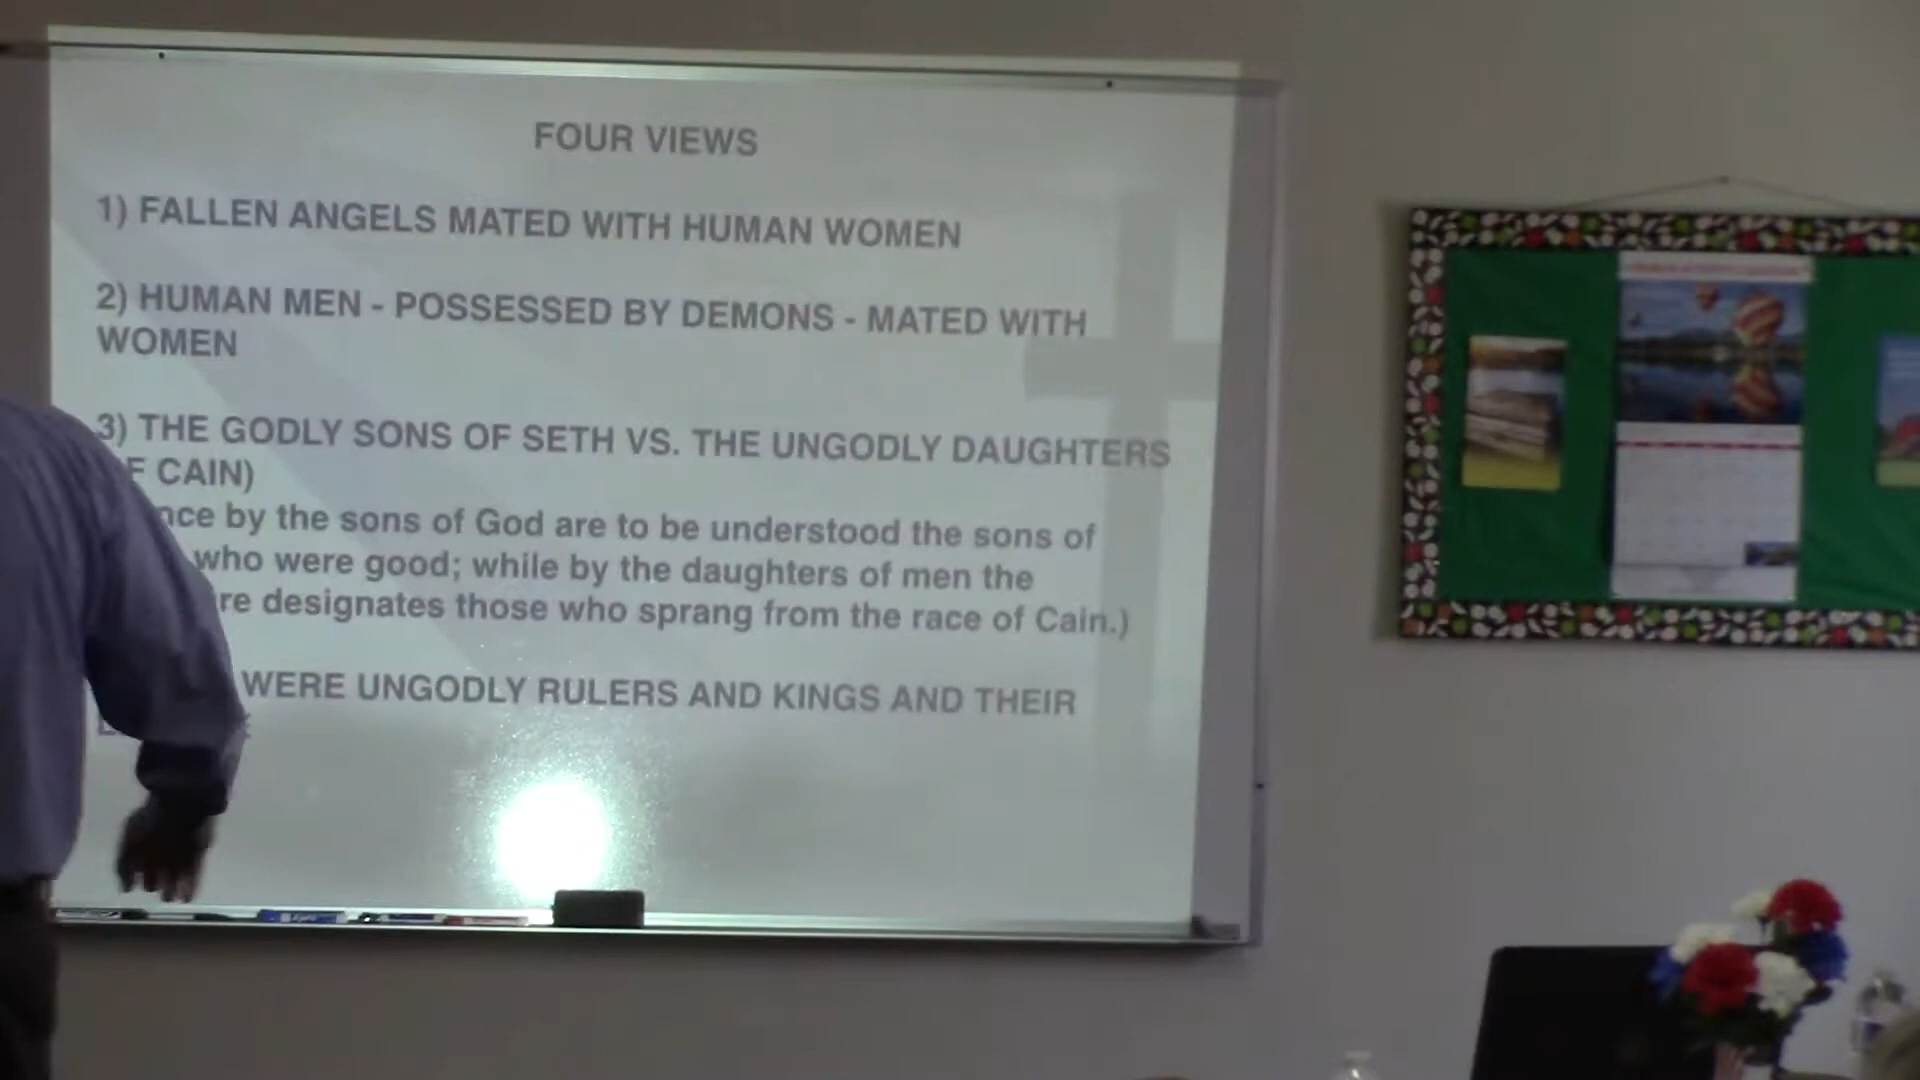 FOUR VIEWS
1) FALLEN ANGELS MATED WITH HUMAN WOMEN
2) HUMAN MEN - POSSESSED BY DEMONS - MATED WITH
WOMEN
3) THE GODLY SONS OF SETH VS. THE UNGODLY DAUGHTERS
F CAIN)
nce by the sons of God are to be understood the sons of
who were good; while by the daughters of men the
re designates those who sprang from the race of Cain.)
WERE UNGODLY RULERS AND KINGS AND THEIR